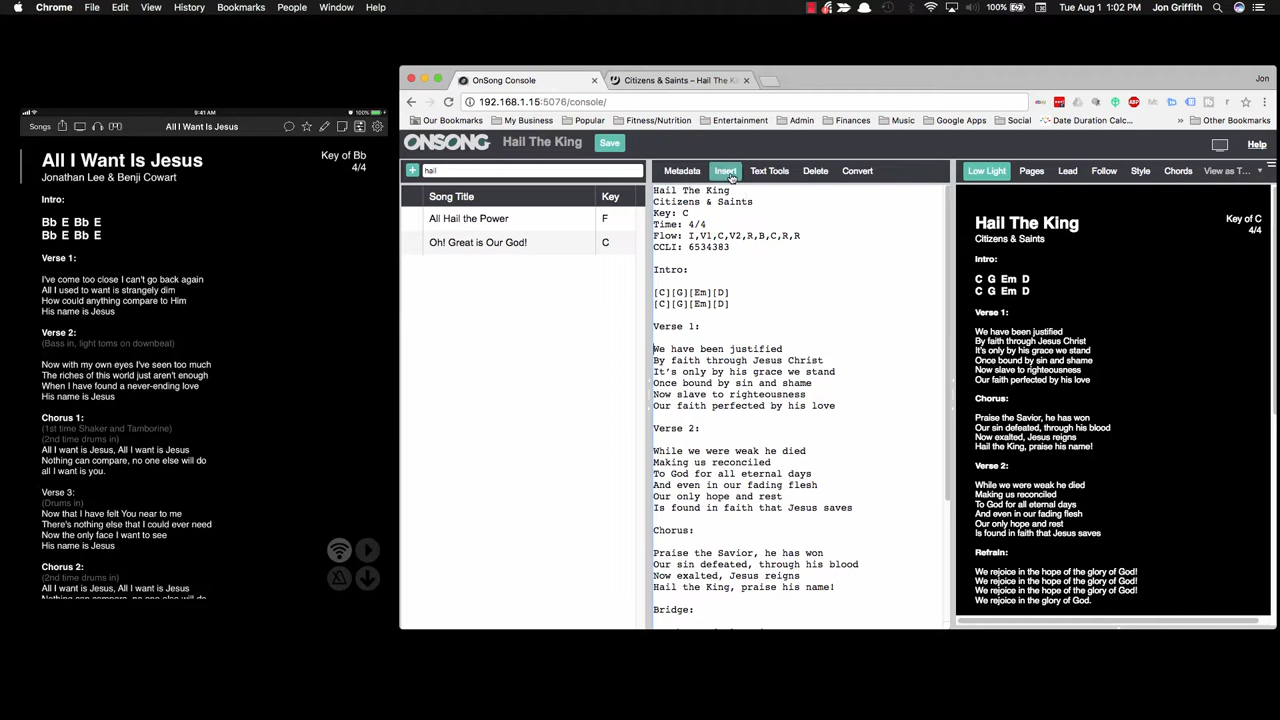 Chrome File Edit View History Bookmarks People Window Help
100% Tue Aug 1 1:02 PM Jon Griffith
OnSong Console
Citizens & Saints – Hail The K
Jon
192.168.1.15:5076/console/
Our Bookmarks My Business Popular Fitness/Nutrition Entertainment Admin Finances Music Google Apps Social Date Duration Calc... » Other Bookmarks
9:41 AM 100%
Songs All I Want Is Jesus
All I Want Is Jesus
Jonathan Lee & Benji Cowart
Key of Bb
4/4
Intro:
Bb E Bb E
Bb E Bb E
Verse 1:
I've come too close I can't go back again
All I used to want is strangely dim
How could anything compare to Him
His name is Jesus
Verse 2:
(Bass in, light toms on downbeat)
Now with my own eyes I've seen too much
The riches of this world just aren't enough
When I have found a never-ending love
His name is Jesus
Chorus 1:
(1st time Shaker and Tamborine)
(2nd time drums in)
All I want is Jesus, All I want is Jesus
Nothing can compare, no one else will do
all I want is you.
Verse 3:
(Drums in)
Now that I have felt You near to me
There's nothing else that I could ever need
Now the only face I want to see
His name is Jesus
Chorus 2:
(2nd time drums in)
All I want is Jesus, All I want is Jesus
Nothing can compare, no one else will do
ONSONG Hail The King Save
Help
+ hail
Song Title Key
All Hail the Power F
Oh! Great is Our God! C
Metadata Insert Text Tools Delete Convert
Hail The King
Citizens & Saints
Key: C
Time: 4/4
Flow: I,V1,C,V2,R,B,C,R,R
CCLI: 6534383
Intro:
[C][G][Em][D]
[C][G][Em][D]
Verse 1:
We have been justified
By faith through Jesus Christ
It's only by his grace we stand
Once bound by sin and shame
Now slave to righteousness
Our faith perfected by his love
Verse 2:
While we were weak he died
Making us reconciled
To God for all eternal days
And even in our fading flesh
Our only hope and rest
Is found in faith that Jesus saves
Chorus:
Praise the Savior, he has won
Our sin defeated, through his blood
Now exalted, Jesus reigns
Hail the King, praise his name!
Bridge:
Low Light Pages Lead Follow Style Chords View as T...
Hail The King
Citizens & Saints
Key of C
4/4
Intro:
C G Em D
C G Em D
Verse 1:
We have been justified
By faith through Jesus Christ
It's only by his grace we stand
Once bound by sin and shame
Now slave to righteousness
Our faith perfected by his love
Chorus:
Praise the Savior, he has won
Our sin defeated, through his blood
Now exalted, Jesus reigns
Hail the King, praise his name!
Verse 2:
While we were weak he died
Making us reconciled
To God for all eternal days
And even in our fading flesh
Our only hope and rest
Is found in faith that Jesus saves
Refrain:
We rejoice in the hope of the glory of God!
We rejoice in the hope of the glory of God!
We rejoice in the hope of the glory of God!
We rejoice in the glory of God.